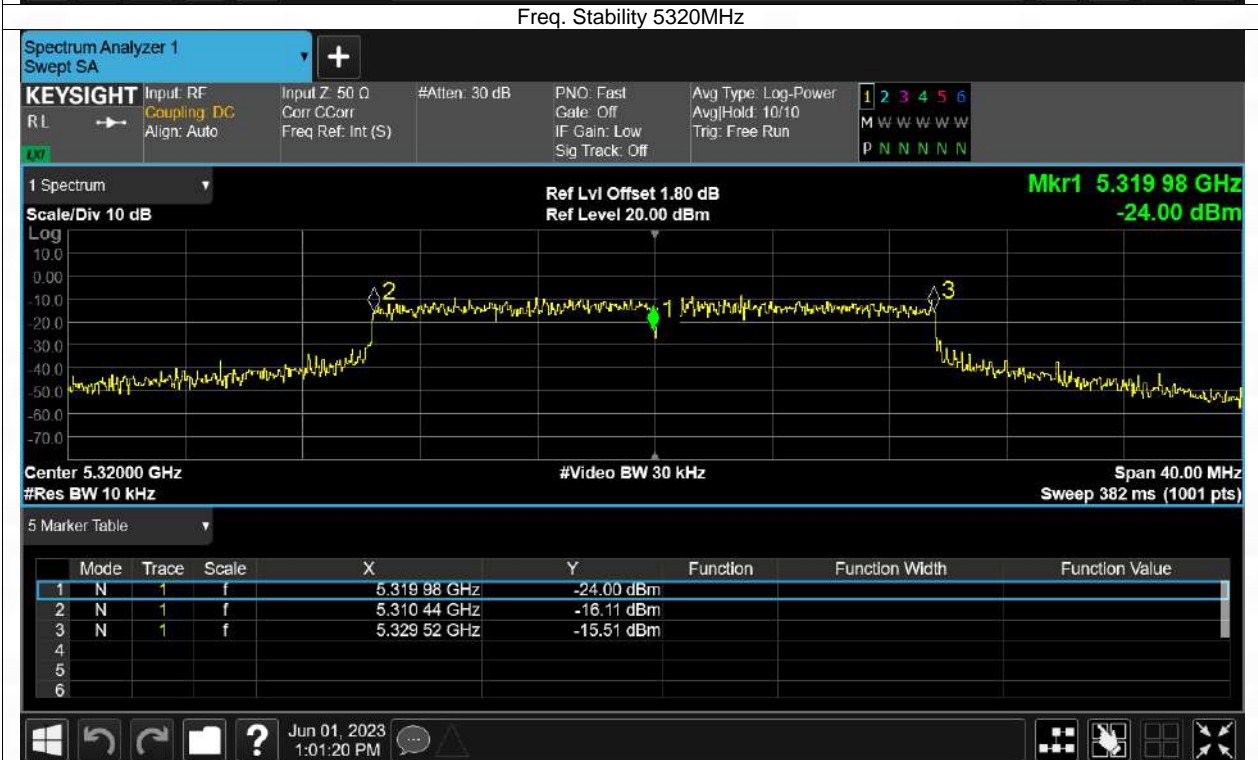 Freq. Stability 5320MHz
Spectrum Analyzer 1
Swept SA
+
KEYSIGHT Input: RF Input Z: 50 Ω #Atten: 30 dB PNO: Fast Avg Type: Log-Power 1 2 3 4 5 6
RL Coupling: DC Corr CCorr Gate: Off Avg|Hold: 10/10 M W W W W W
Align: Auto Freq Ref: Int (S) IF Gain: Low Trig: Free Run
LXI Sig Track: Off P N N N N N
1 Spectrum Ref Lvl Offset 1.80 dB Mkr1 5.319 98 GHz
Scale/Div 10 dB Ref Level 20.00 dBm -24.00 dBm
Log
10.0
0.00
-10.0 2 3
-20.0 1
-30.0
-40.0
-50.0
-60.0
-70.0
Center 5.32000 GHz #Video BW 30 kHz Span 40.00 MHz
#Res BW 10 kHz Sweep 382 ms (1001 pts)
5 Marker Table
Mode Trace Scale X Y Function Function Width Function Value
1 N 1 f 5.319 98 GHz -24.00 dBm
2 N 1 f 5.310 44 GHz -16.11 dBm
3 N 1 f 5.329 52 GHz -15.51 dBm
4
5
6
? Jun 01, 2023
1:01:20 PM